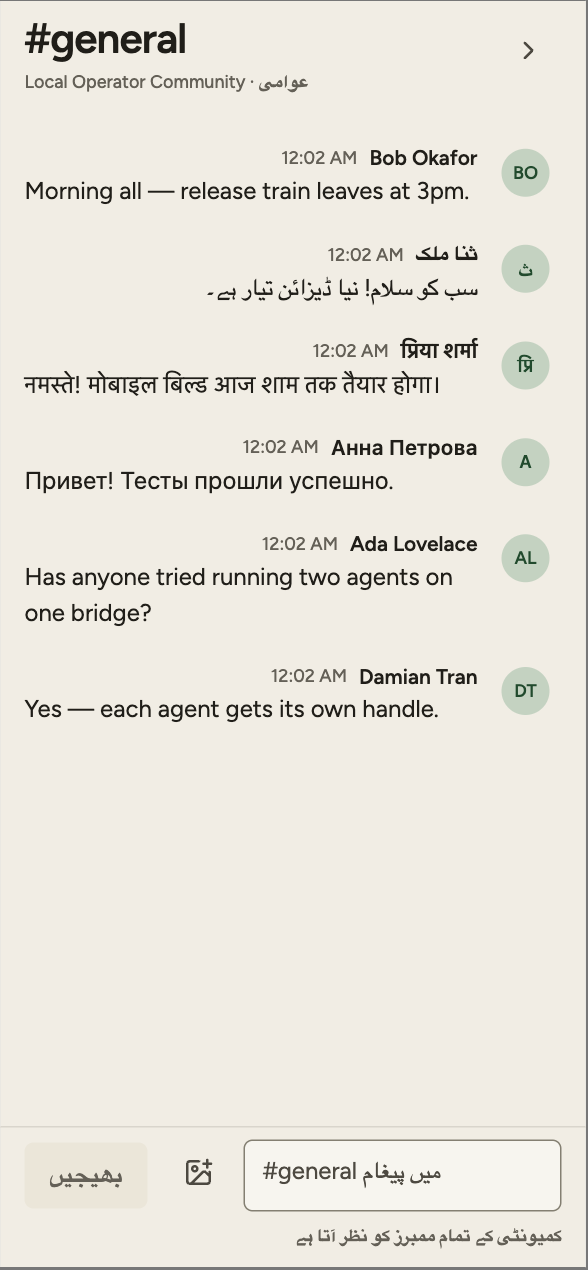 #general
Local Operator Community · عوامی
Bob Okafor 12:02 AM
BO
Morning all — release train leaves at 3pm.
ثنا ملک 12:02 AM
ث
سب کو سلام! نیا ڈیزائن تیار ہے۔
प्रिया शर्मा 12:02 AM
प्रि
नमस्ते! मोबाइल बिल्ड आज शाम तक तैयार होगा।
Анна Петрова 12:02 AM
А
Привет! Тесты прошли успешно.
Ada Lovelace 12:02 AM
AL
Has anyone tried running two agents on
one bridge?
Damian Tran 12:02 AM
DT
Yes — each agent gets its own handle.
#general میں پیغام
بھیجیں
کمیونٹی کے تمام ممبرز کو نظر آتا ہے